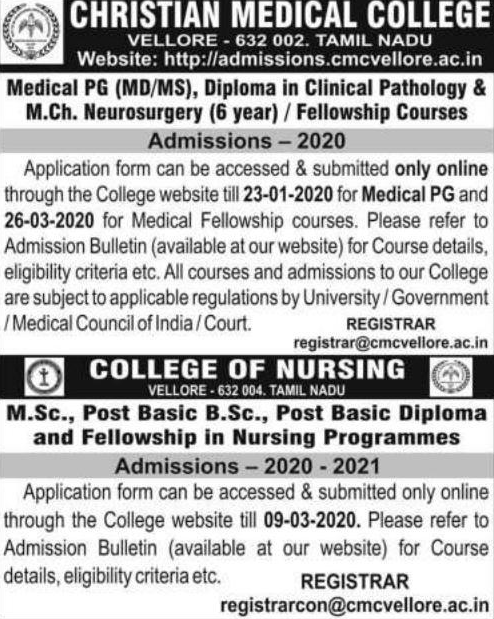 CHRISTIAN MEDICAL COLLEGE
VELLORE - 632 002. TAMIL NADU
Website: http://admissions.cmcvellore.ac.in
Medical PG (MD/MS), Diploma in Clinical Pathology &
M.Ch. Neurosurgery (6 year) / Fellowship Courses
Admissions – 2020
Application form can be accessed & submitted only online
through the College website till 23-01-2020 for Medical PG and
26-03-2020 for Medical Fellowship courses. Please refer to
Admission Bulletin (available at our website) for Course details,
eligibility criteria etc. All courses and admissions to our College
are subject to applicable regulations by University / Government
/ Medical Council of India / Court. REGISTRAR
registrar@cmcvellore.ac.in
COLLEGE OF NURSING
VELLORE - 632 004. TAMIL NADU
M.Sc., Post Basic B.Sc., Post Basic Diploma
and Fellowship in Nursing Programmes
Admissions – 2020 - 2021
Application form can be accessed & submitted only online
through the College website till 09-03-2020. Please refer to
Admission Bulletin (available at our website) for Course
details, eligibility criteria etc. REGISTRAR
registrarcon@cmcvellore.ac.in